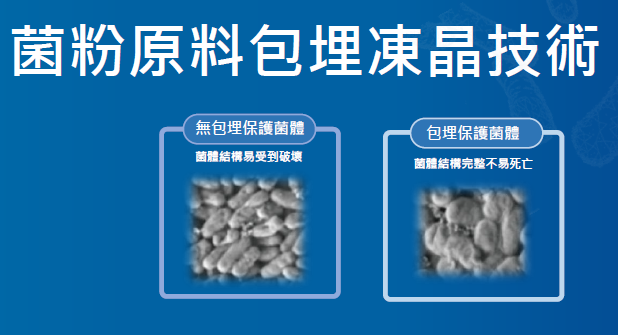 菌粉原料包埋凍晶技術
無包埋保護菌體
菌體結構易受到破壞
包埋保護菌體
菌體結構完整不易死亡